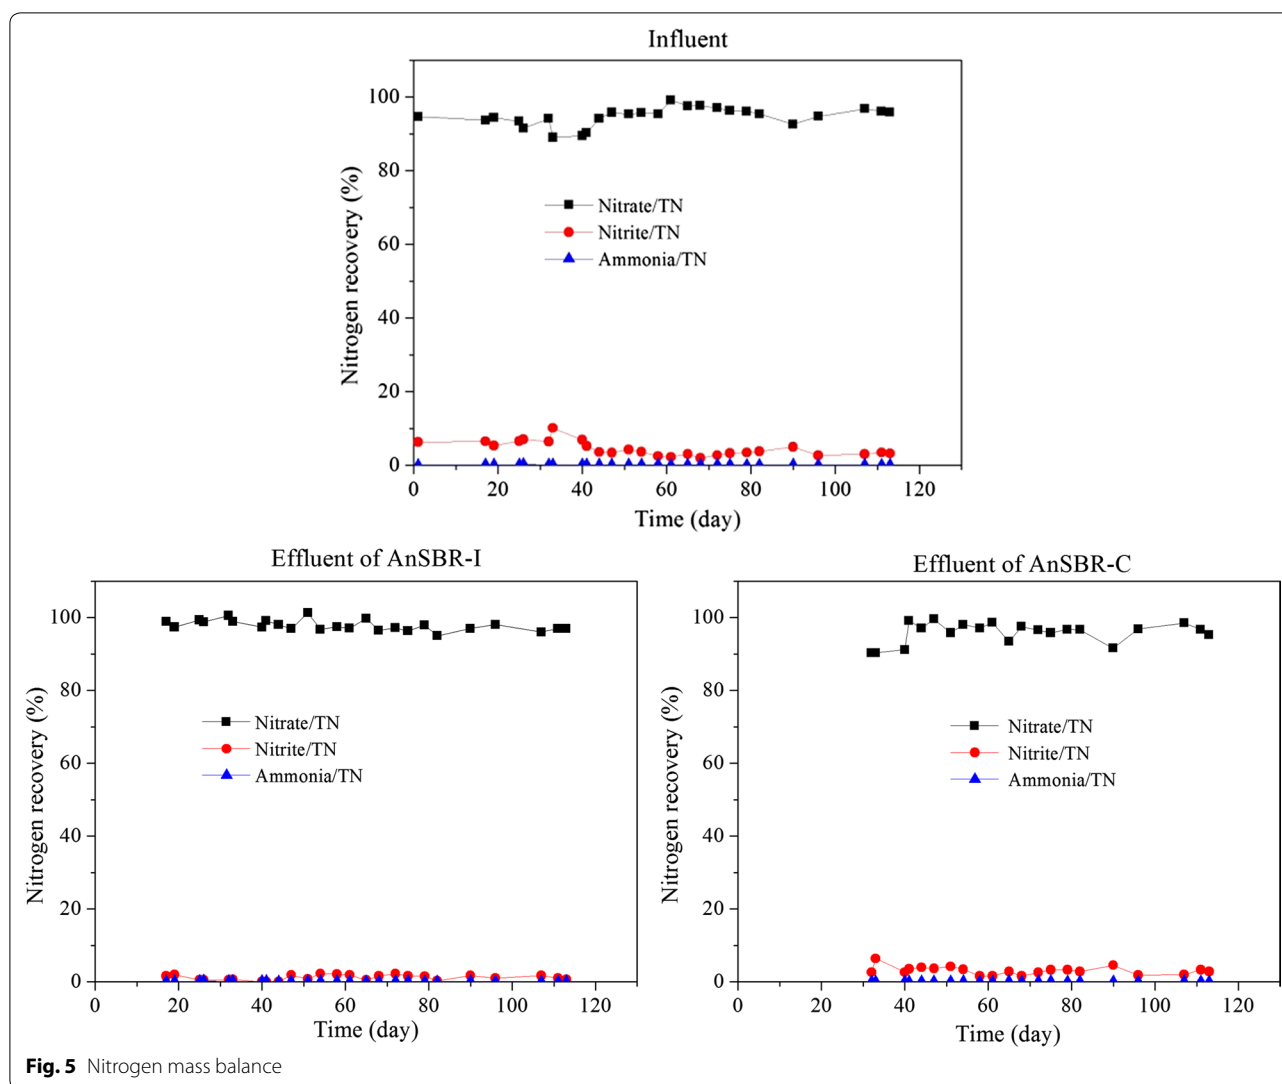 Influent
Nitrogen recovery (%)
100
80
60
40
20
0
Nitrate/TN
Nitrite/TN
Ammonia/TN
0 20 40 60 80 100 120
Time (day)
Effluent of AnSBR-I
Nitrogen recovery (%)
100
80
60
40
20
0
Nitrate/TN
Nitrite/TN
Ammonia/TN
0 20 40 60 80 100 120
Time (day)
Effluent of AnSBR-C
Nitrogen recovery (%)
100
80
60
40
20
0
Nitrate/TN
Nitrite/TN
Ammonia/TN
0 20 40 60 80 100 120
Time (day)
Fig. 5 Nitrogen mass balance